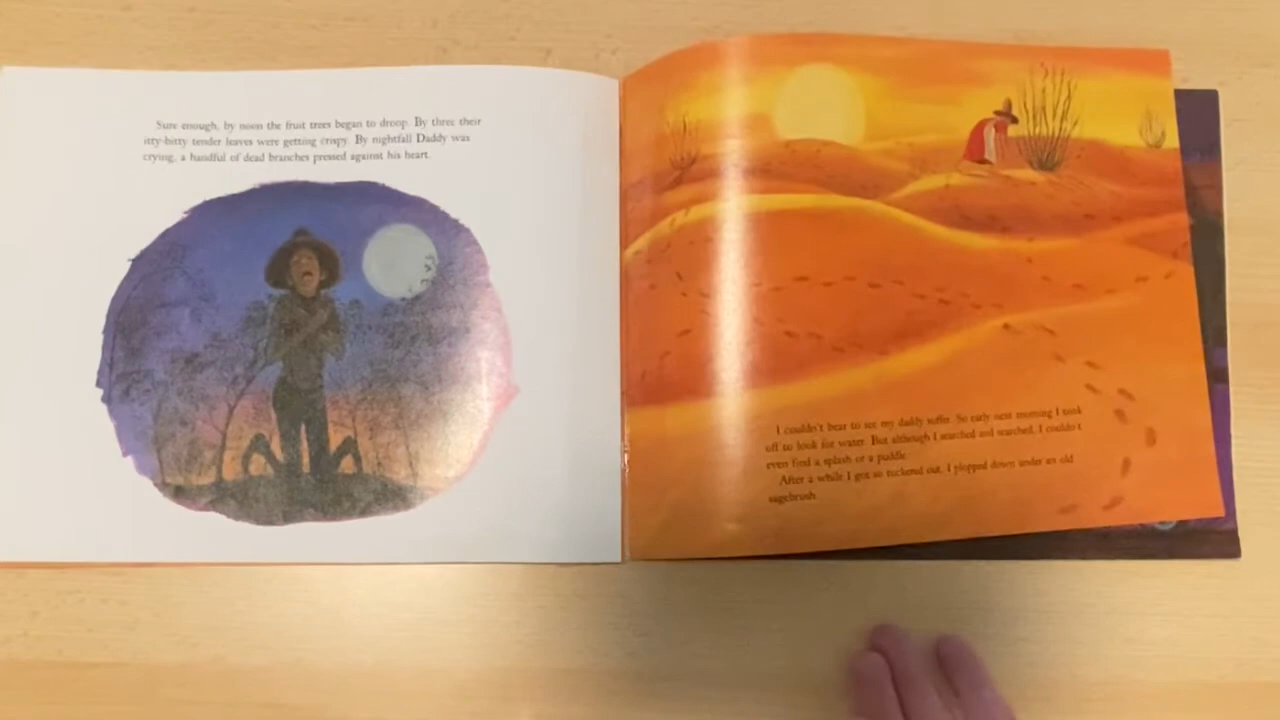 Sure enough, by noon the fruit trees began to droop. By three their
itty-bitty tender leaves were getting crispy. By nightfall Daddy was
crying, a handful of dead branches pressed against his heart.
I couldn't bear to see my daddy suffer. So early next morning I took
off to look for water. But although I searched and searched, I couldn't
even find a splash or a puddle.
After a while I got so tuckered out, I plopped down under an old
sagebrush.